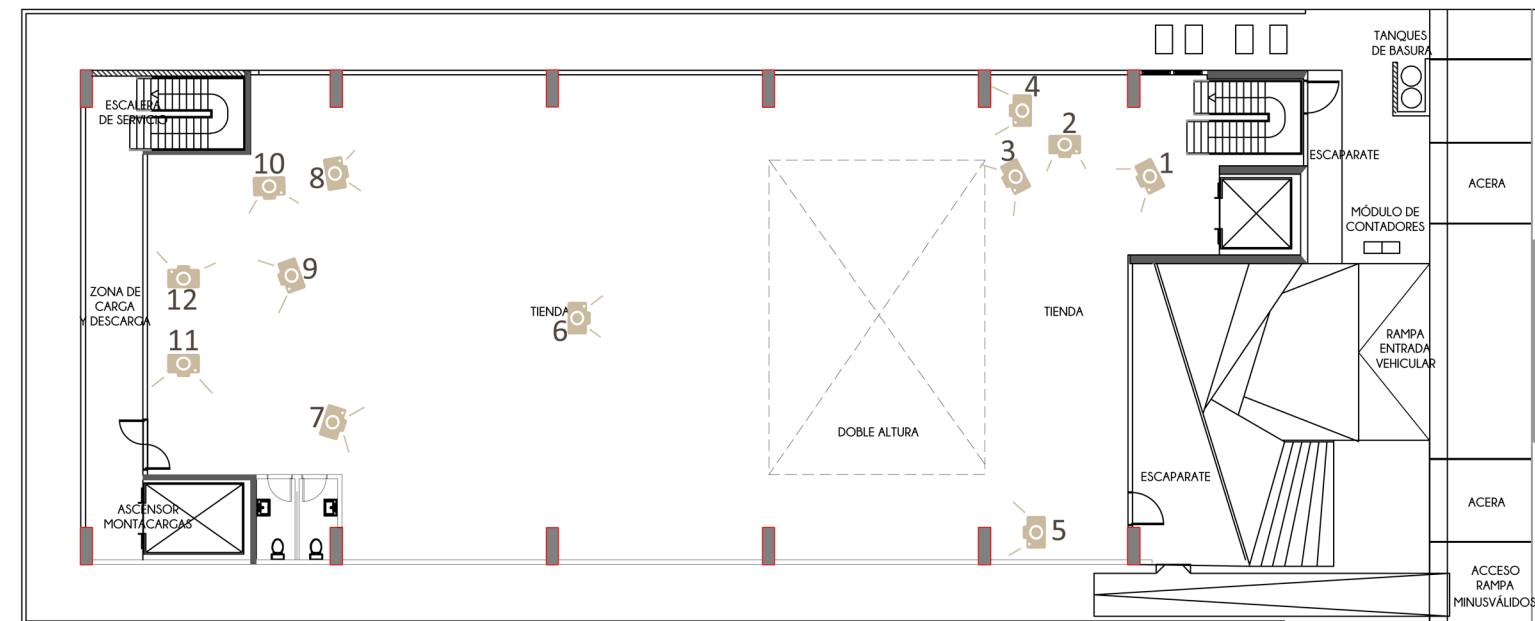 TANQUES
DE BASURA
ESCALERA
DE SERVICIO
4
2
3
1
ESCAPARATE
10
8
ACERA
MÓDULO DE
CONTADORES
9
12
ZONA DE
CARGA
Y DESCARGA
TIENDA
6
TIENDA
11
RAMPA
ENTRADA
VEHICULAR
7
DOBLE ALTURA
ESCAPARATE
ASCENSOR
MONTACARGAS
5
ACERA
ACCESO
RAMPA
MINUSVÁLIDOS